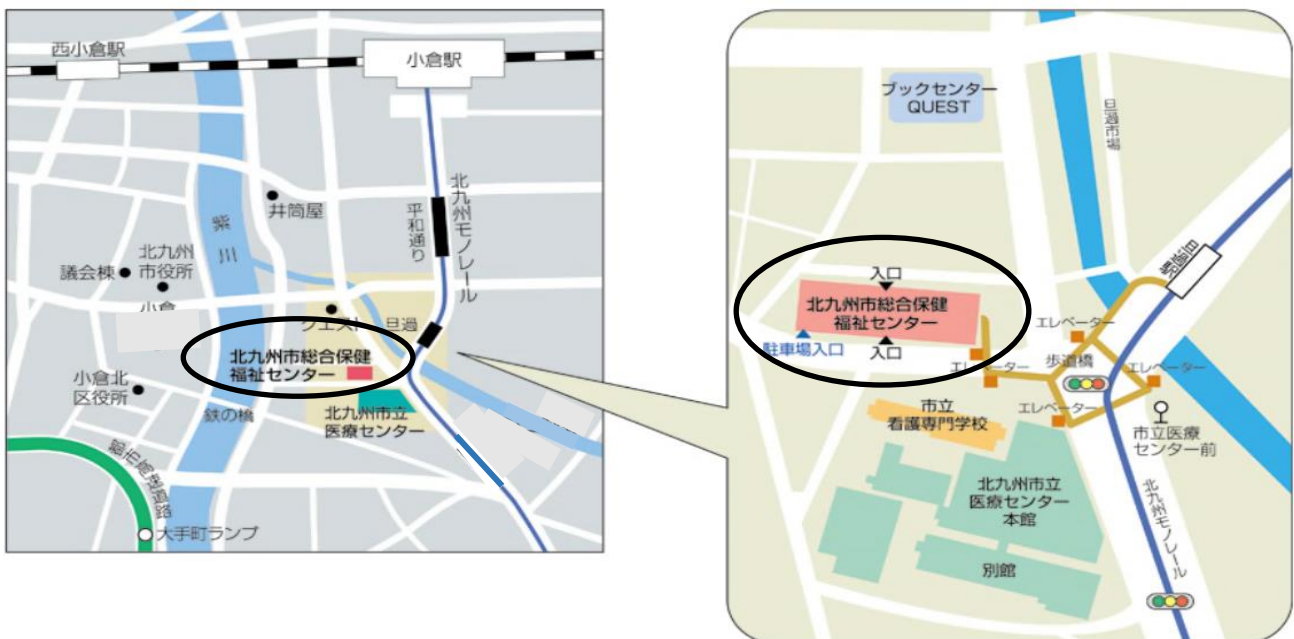 西小倉駅
小倉駅
北九州モノレール
平和通り
井筒屋
紫川
北九州
市役所
議会棟
小倉
クエスト
旦過
北九州市総合保健
福祉センター
小倉北
区役所
鉄の橋
北九州市立
医療センター
大手町ランプ
ブックセンター
QUEST
旦過市場
旦過駅
入口
北九州市総合保健
福祉センター
駐車場入口
入口
エレベーター
エレベーター
歩道橋
エレベーター
エレベーター
市立
看護専門学校
市立医療
センター前
北九州市立
医療センター
本館
別館
北九州モノレール